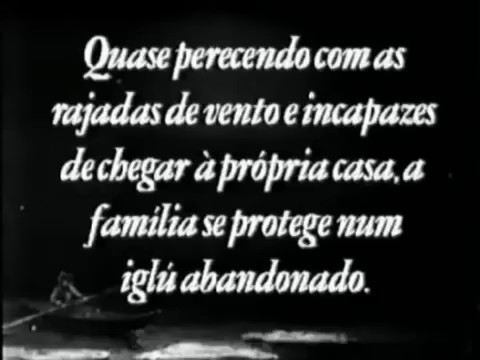 Quase perecendo com as
rajadas de vento e incapazes
de chegar à própria casa, a
família se protege num
iglú abandonado.